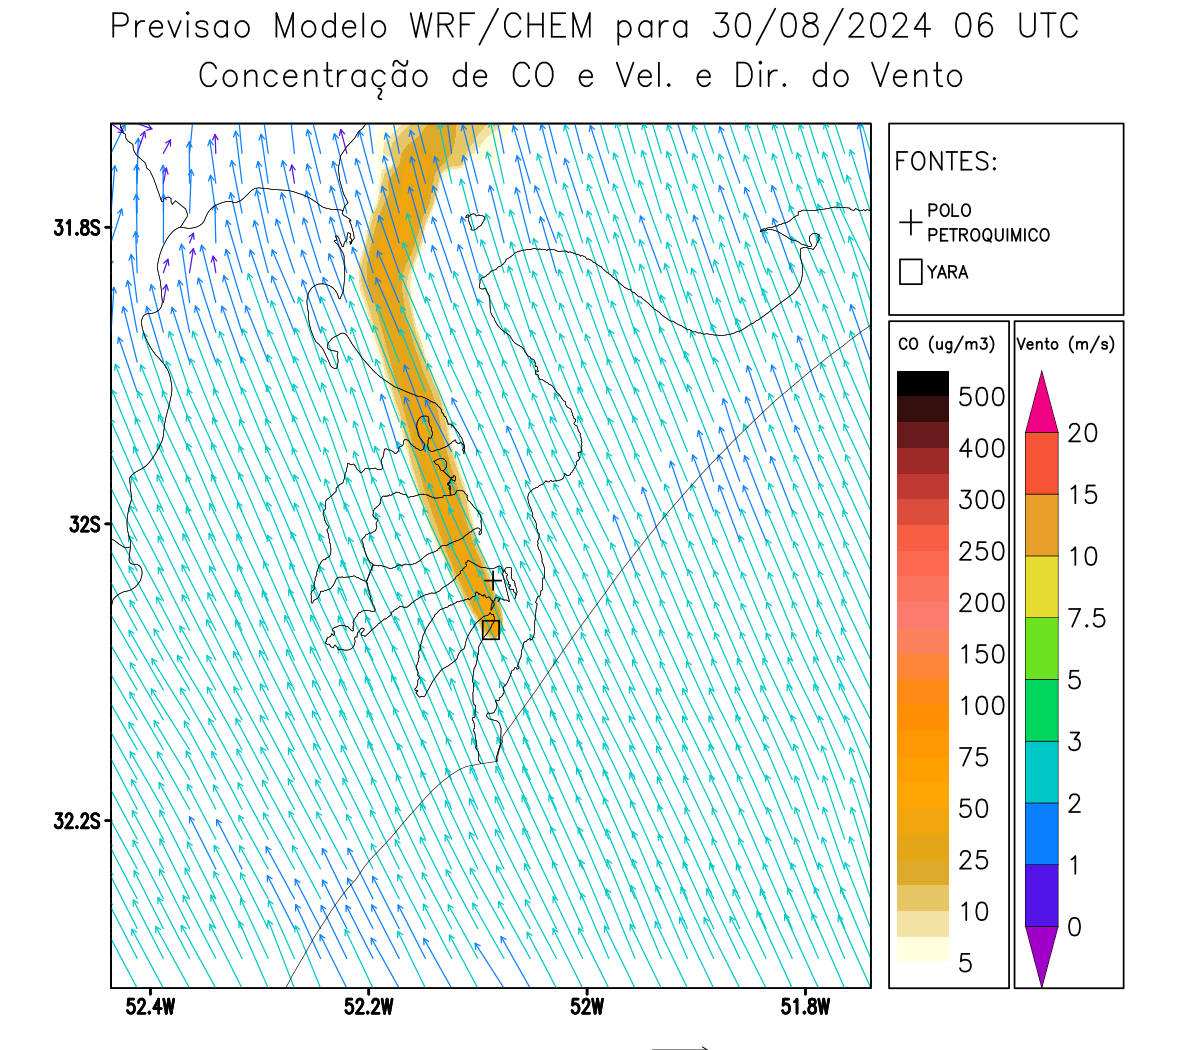 Previsao Modelo WRF/CHEM para 30/08/2024 06 UTC
Concentração de CO e Vel. e Dir. do Vento
FONTES:
POLO
PETROQUIMICO
YARA
CO (ug/m3)
500
400
300
250
200
150
100
75
50
25
10
5
Vento (m/s)
20
15
10
7.5
5
3
2
1
0
31.8S
32S
32.2S
52.4W
52.2W
52W
51.8W